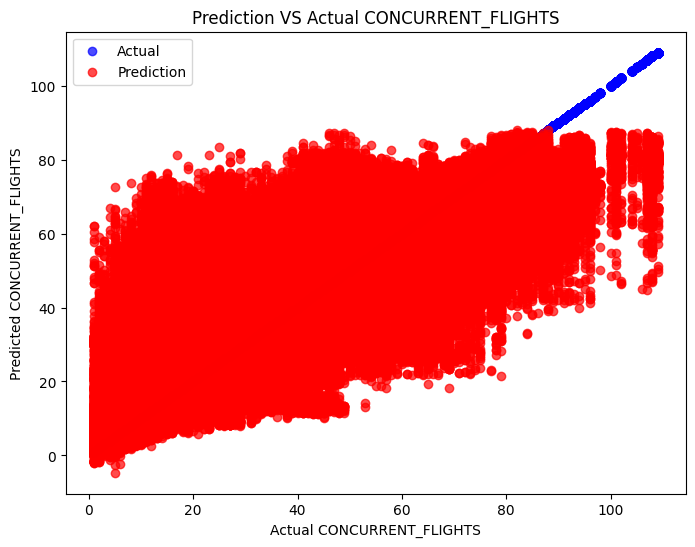 Prediction VS Actual CONCURRENT_FLIGHTS
Actual
Prediction
Predicted CONCURRENT_FLIGHTS
100
80
60
40
20
0
0 20 40 60 80 100
Actual CONCURRENT_FLIGHTS